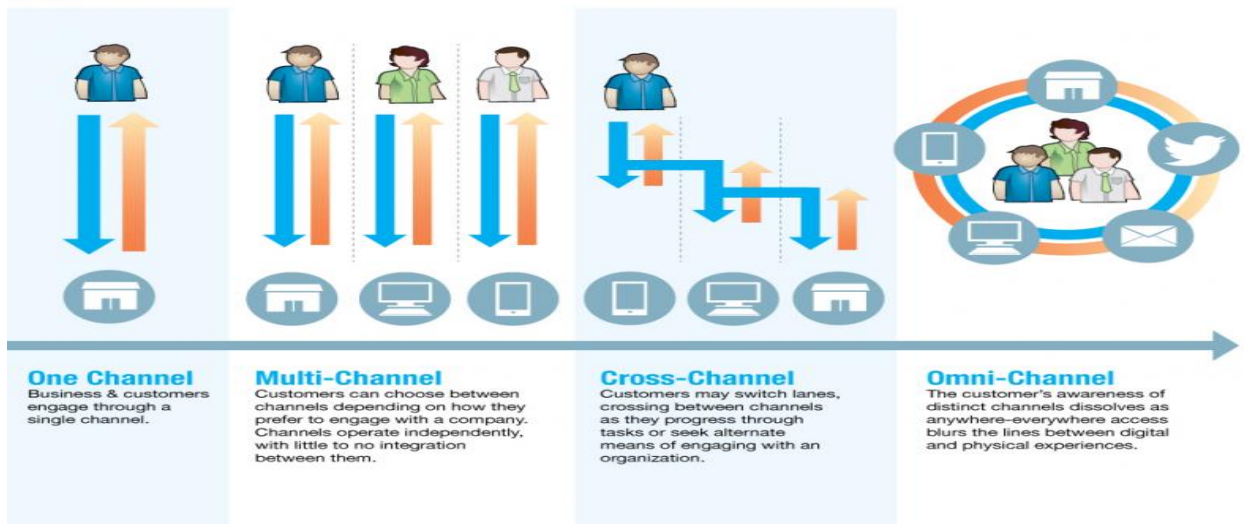 One Channel
Business & customers
engage through a
single channel.
Multi-Channel
Customers can choose between
channels depending on how they
prefer to engage with a company.
Channels operate independently,
with little to no integration
between them.
Cross-Channel
Customers may switch lanes,
crossing between channels
as they progress through
tasks or seek alternate
means of engaging with an
organization.
Omni-Channel
The customer's awareness of
distinct channels dissolves as
anywhere-everywhere access
blurs the lines between digital
and physical experiences.